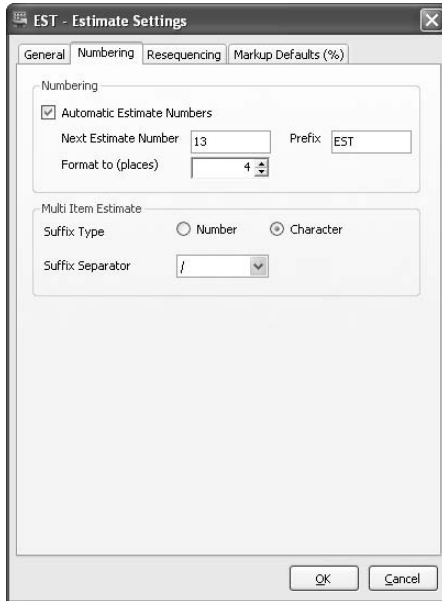 EST - Estimate Settings
General Numbering Resequencing Markup Defaults (%)
Numbering
Automatic Estimate Numbers
Next Estimate Number 13 Prefix EST
Format to (places) 4
Multi Item Estimate
Suffix Type Number Character
Suffix Separator /
OK Cancel